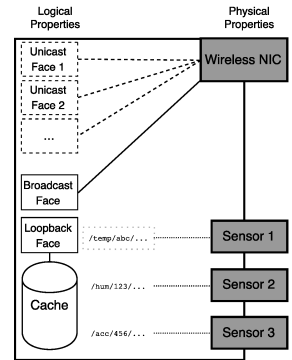 Logical
Properties
Physical
Properties
Unicast
Face 1
Wireless NIC
Unicast
Face 2
...
Broadcast
Face
Loopback
Face
/temp/abc/...
Sensor 1
Cache
/hum/123/...
Sensor 2
/acc/456/...
Sensor 3